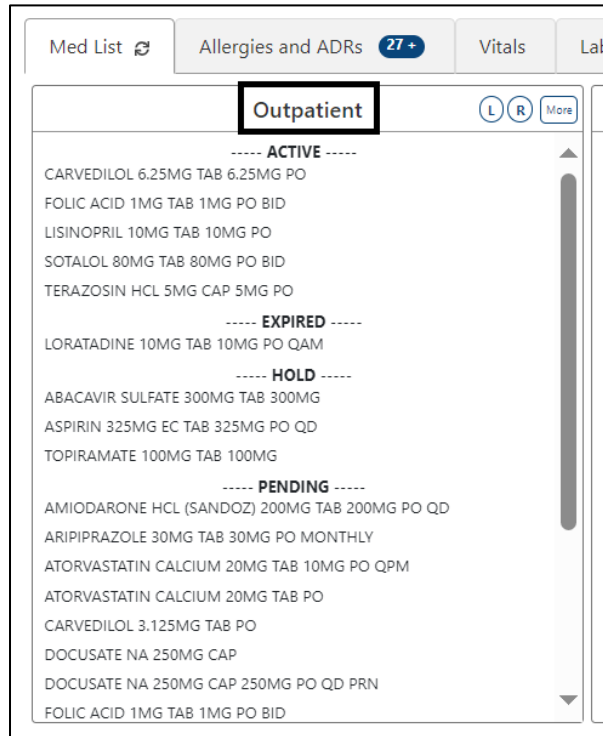 Med List Allergies and ADRs 27 + Vitals Lab
Outpatient L R More
----- ACTIVE -----
CARVEDILOL 6.25MG TAB 6.25MG PO
FOLIC ACID 1MG TAB 1MG PO BID
LISINOPRIL 10MG TAB 10MG PO
SOTALOL 80MG TAB 80MG PO BID
TERAZOSIN HCL 5MG CAP 5MG PO
----- EXPIRED -----
LORATADINE 10MG TAB 10MG PO QAM
----- HOLD -----
ABACAVIR SULFATE 300MG TAB 300MG
ASPIRIN 325MG EC TAB 325MG PO QD
TOPIRAMATE 100MG TAB 100MG
----- PENDING -----
AMIODARONE HCL (SANDOZ) 200MG TAB 200MG PO QD
ARIPIPRAZOLE 30MG TAB 30MG PO MONTHLY
ATORVASTATIN CALCIUM 20MG TAB 10MG PO QPM
ATORVASTATIN CALCIUM 20MG TAB PO
CARVEDILOL 3.125MG TAB PO
DOCUSATE NA 250MG CAP
DOCUSATE NA 250MG CAP 250MG PO QD PRN
FOLIC ACID 1MG TAB 1MG PO BID